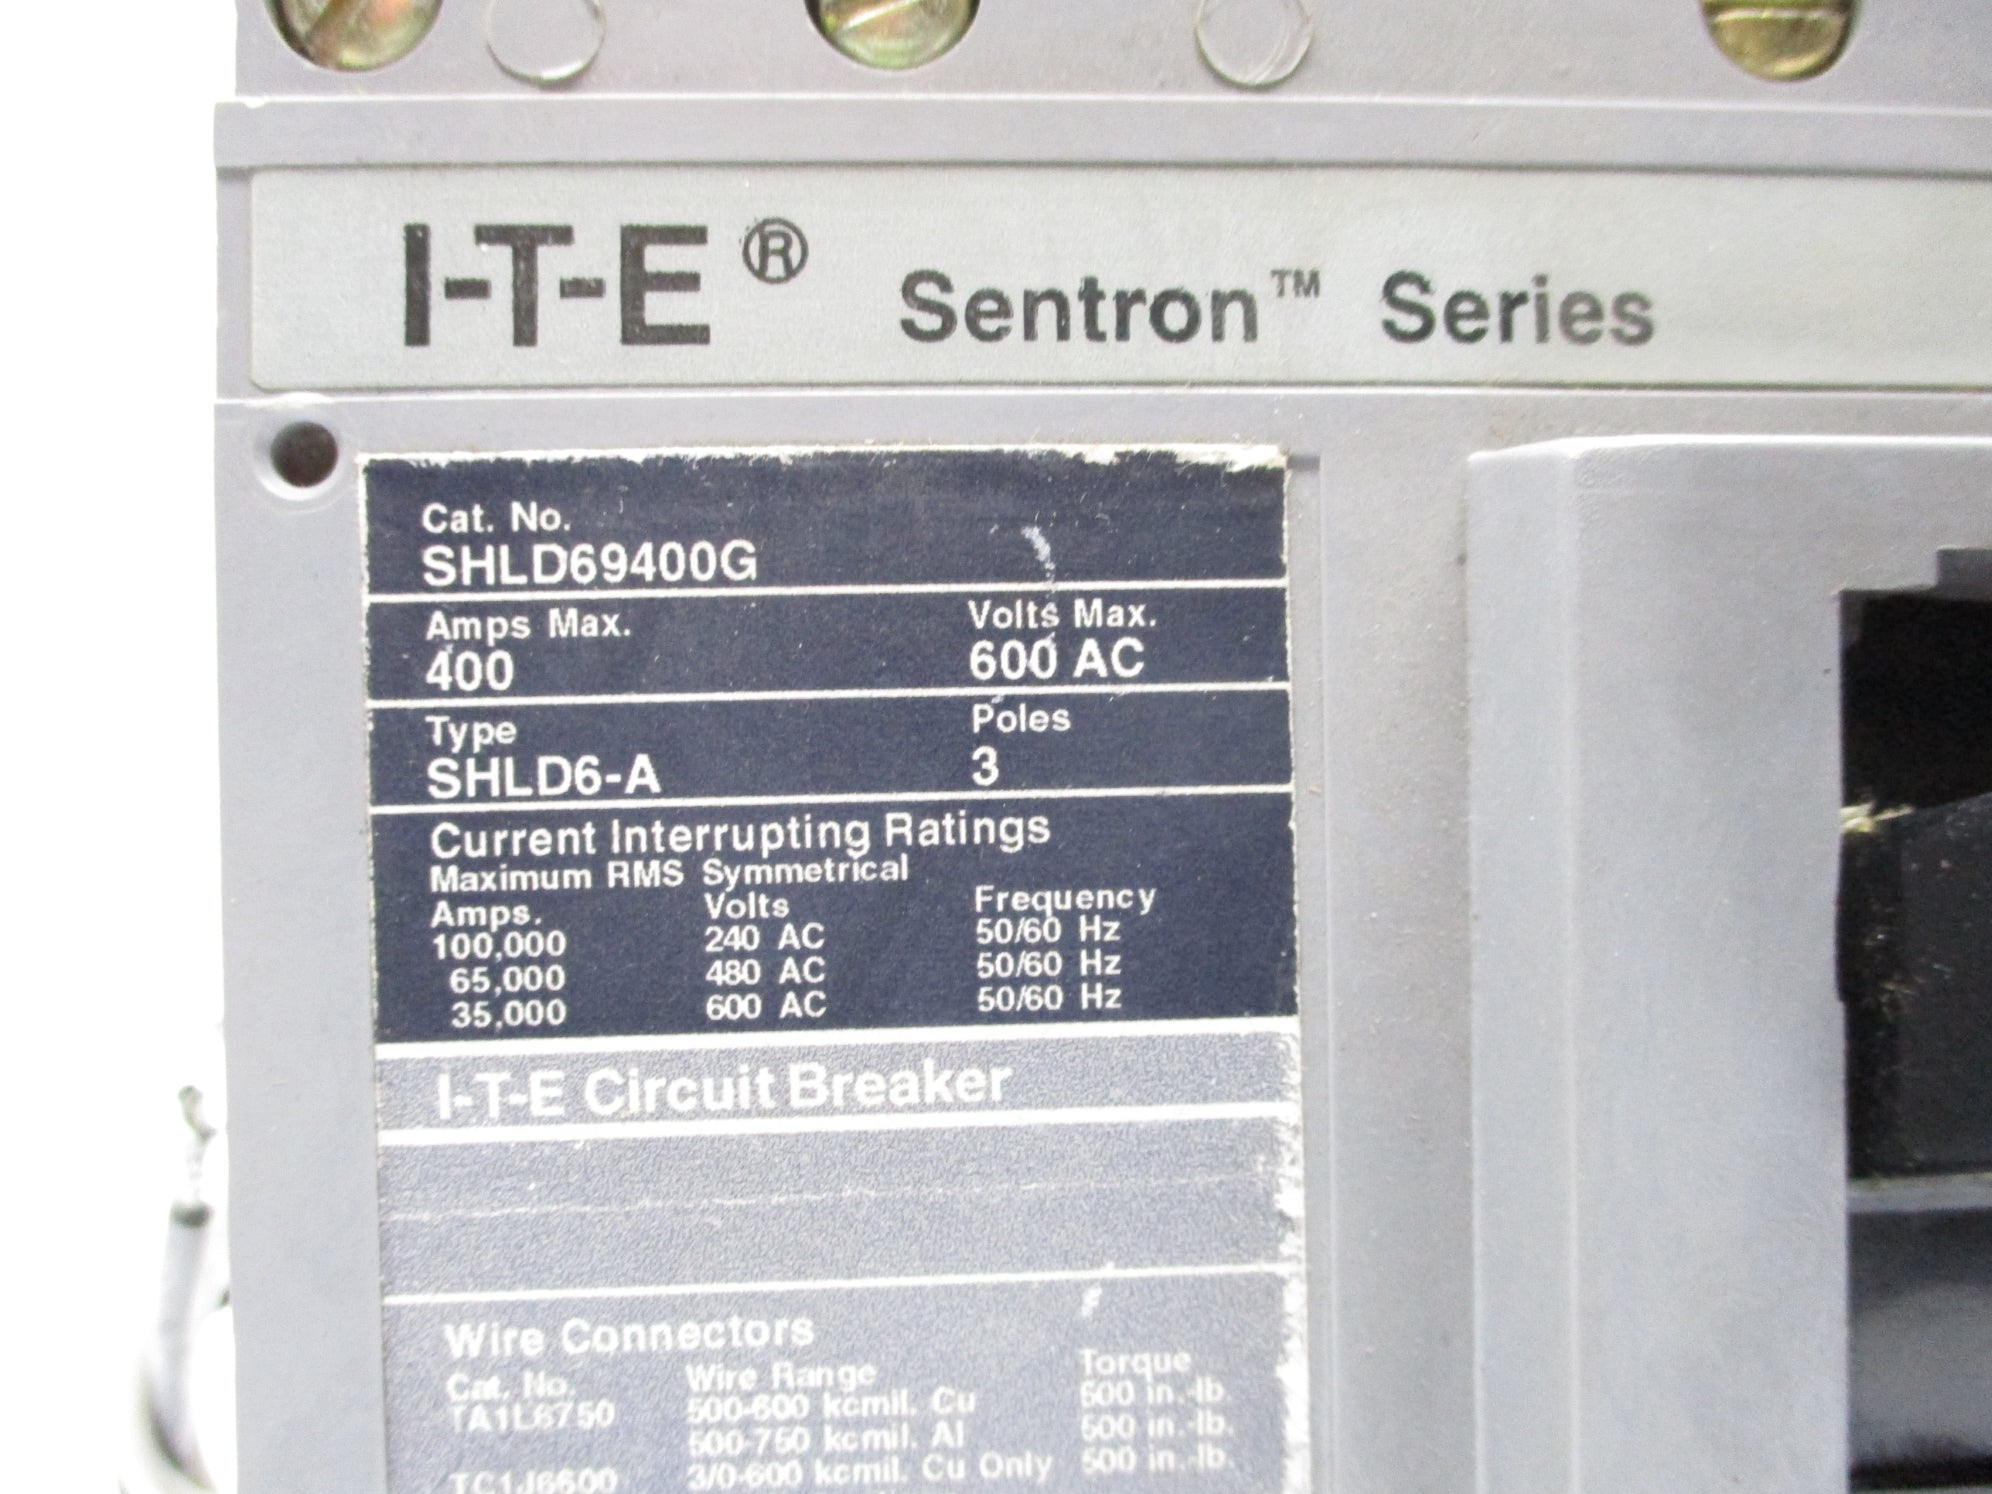 I-T-E® Sentron™ Series
Cat. No.
SHLD69400G
Amps Max. Volts Max.
400 600 AC
Type Poles
SHLD6-A 3
Current Interrupting Ratings
Maximum RMS Symmetrical
Amps. Volts Frequency
100,000 240 AC 50/60 Hz
65,000 480 AC 50/60 Hz
35,000 600 AC 50/60 Hz
I-T-E Circuit Breaker
Wire Connectors
Cat. No. Wire Range Torque
TA1L6750 500-600 kcmil. Cu 500 in.-lb.
500-750 kcmil. Al 500 in.-lb.
TC1J6600 3/0-600 kcmil. Cu Only 500 in.-lb.